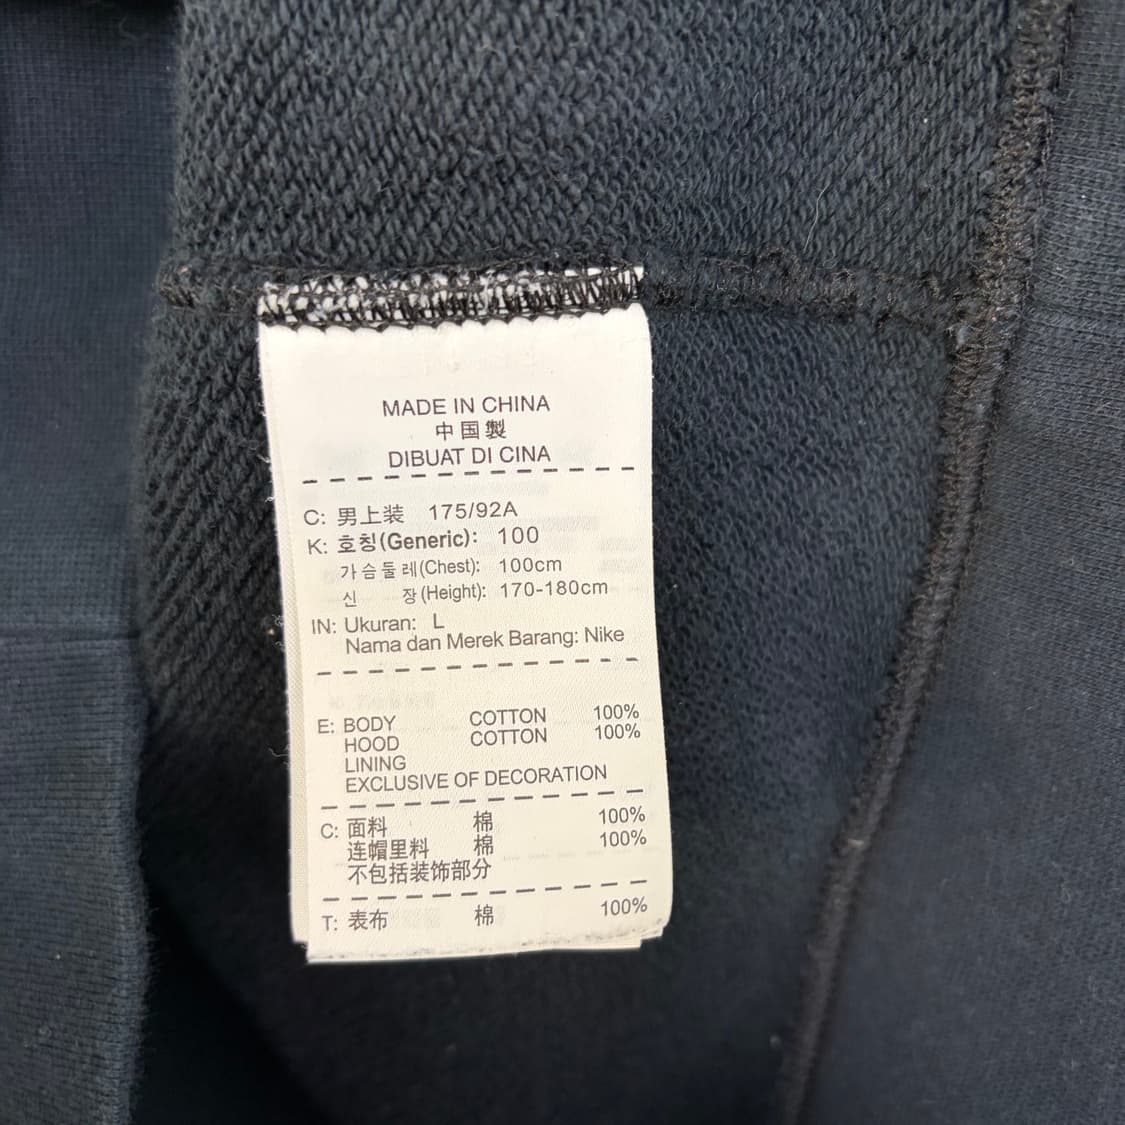 MADE IN CHINA
中国製
DIBUAT DI CINA
C: 男上装 175/92A
K: 호칭(Generic): 100
가슴둘레(Chest): 100cm
신 장(Height): 170-180cm
IN: Ukuran: L
Nama dan Merek Barang: Nike
E: BODY COTTON 100%
HOOD COTTON 100%
LINING
EXCLUSIVE OF DECORATION
C: 面料 棉 100%
连帽里料 棉 100%
不包括装饰部分
T: 表布 棉 100%